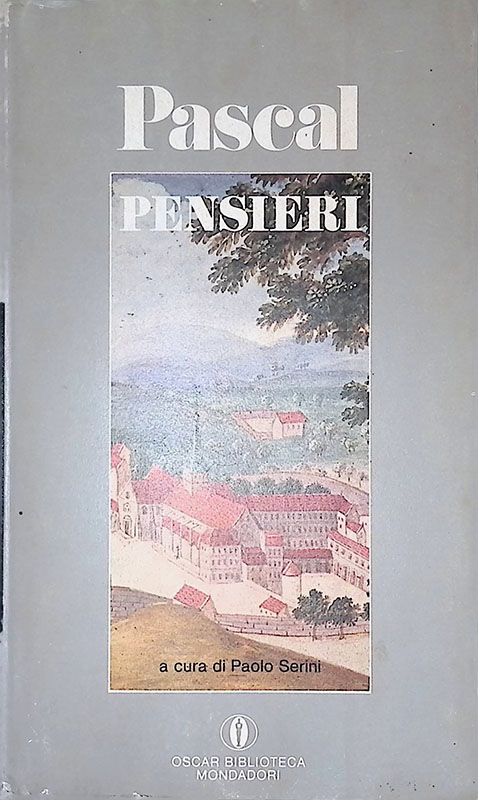 Pascal
PENSIERI
a cura di Paolo Serini
OSCAR BIBLIOTECA
MONDADORI